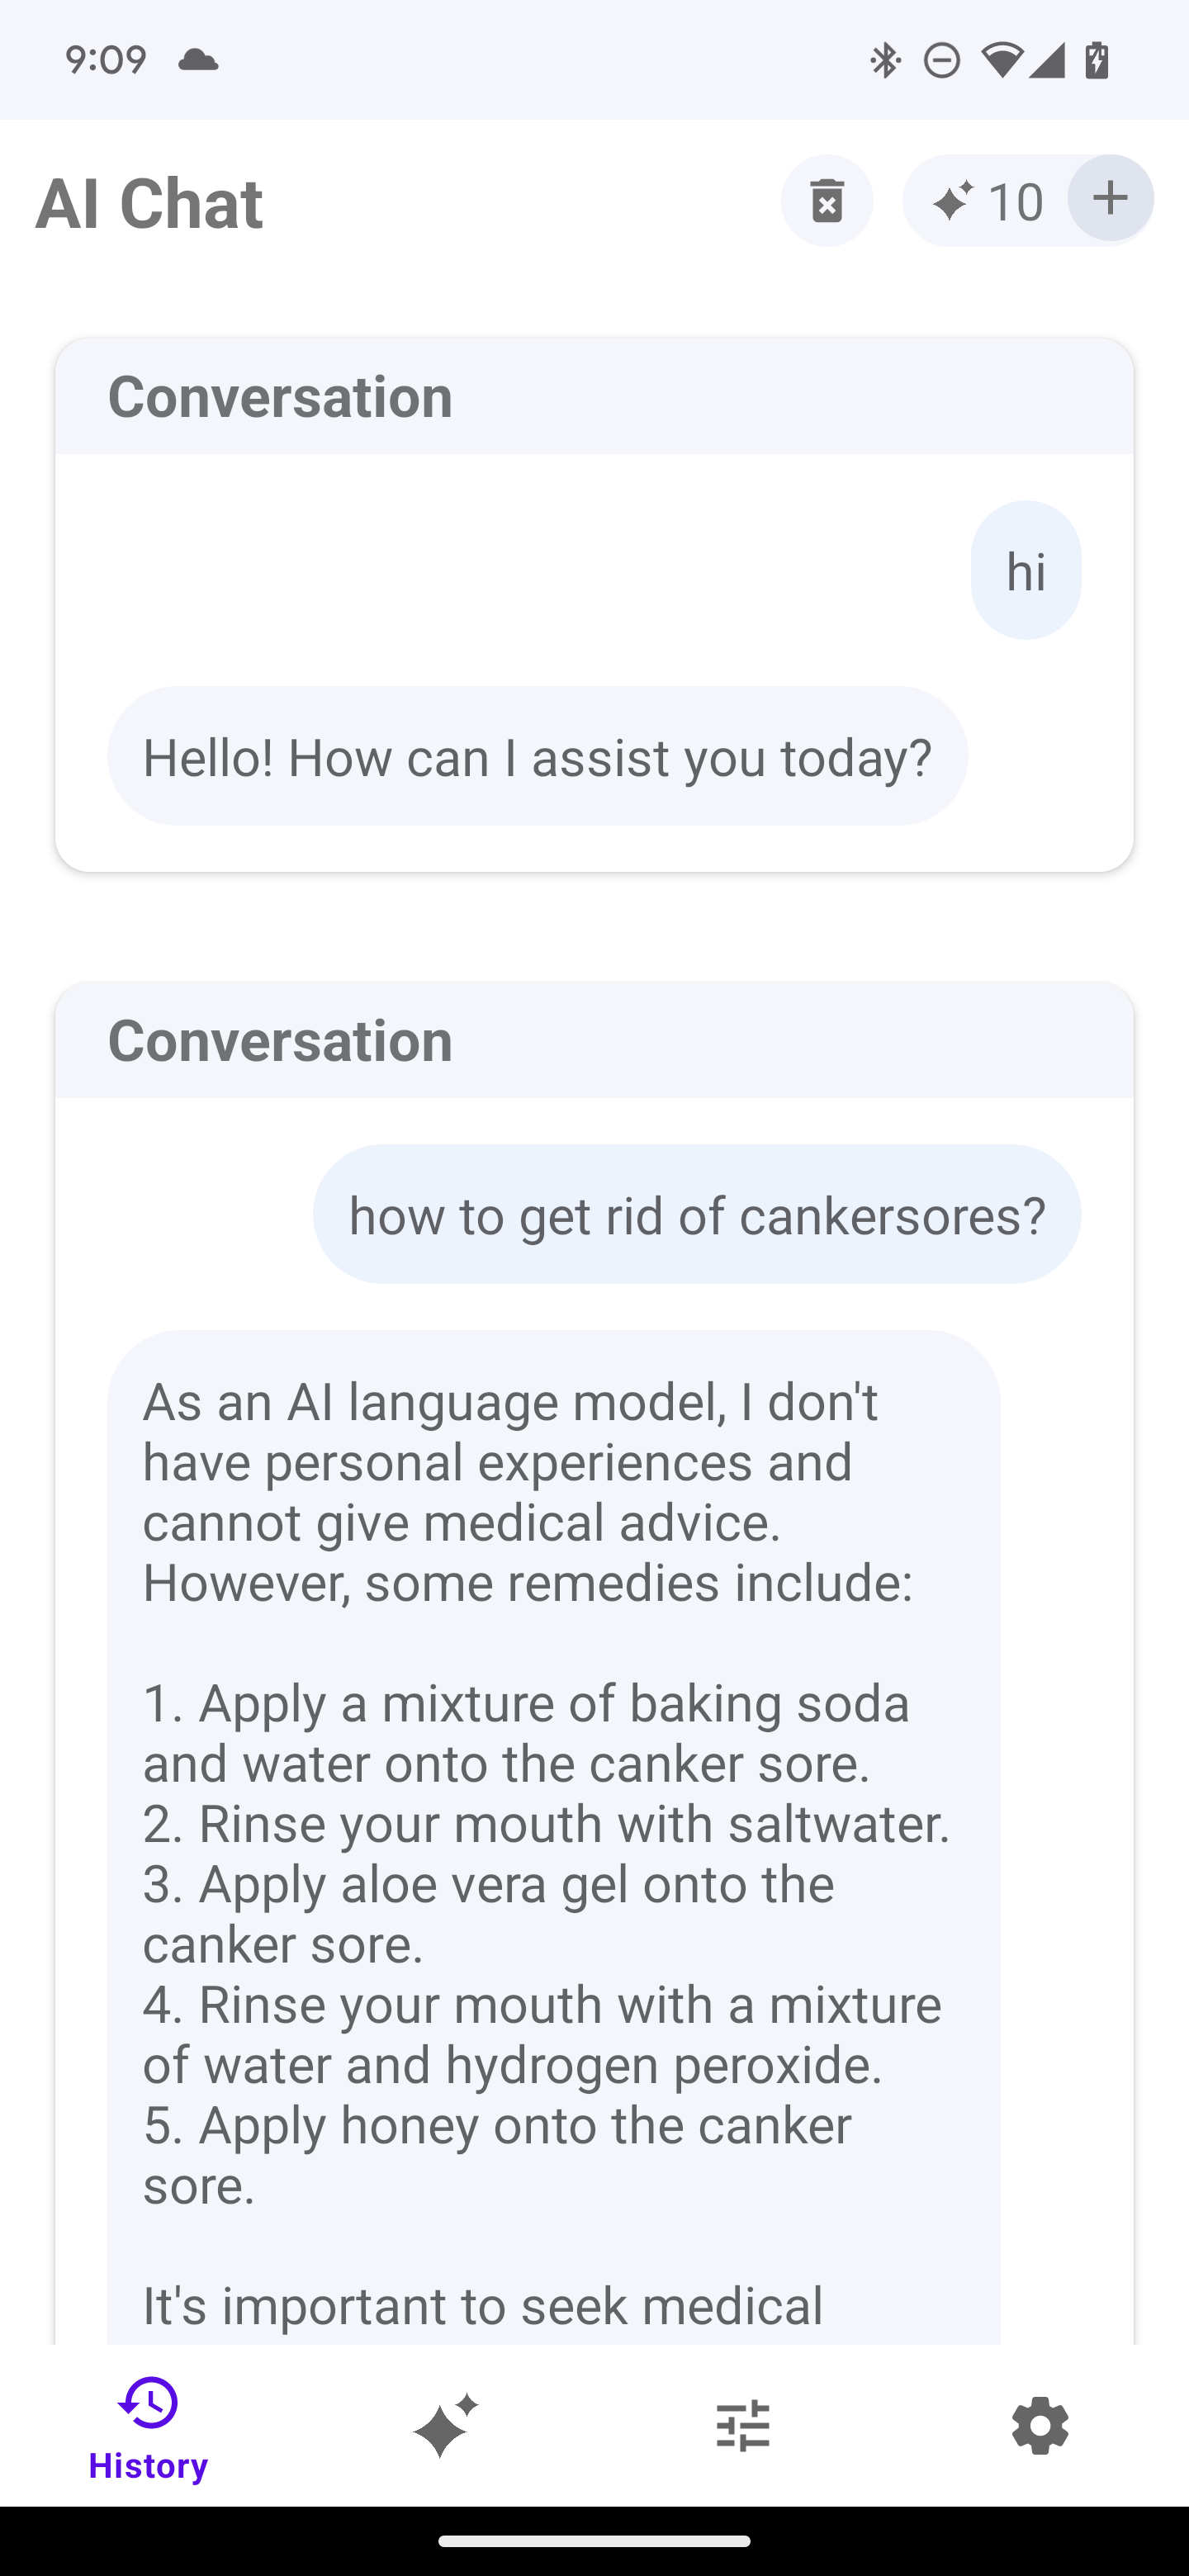 9:09
AI Chat
10
Conversation
hi
Hello! How can I assist you today?
Conversation
how to get rid of cankersores?
As an AI language model, I don't
have personal experiences and
cannot give medical advice.
However, some remedies include:
1. Apply a mixture of baking soda
and water onto the canker sore.
2. Rinse your mouth with saltwater.
3. Apply aloe vera gel onto the
canker sore.
4. Rinse your mouth with a mixture
of water and hydrogen peroxide.
5. Apply honey onto the canker
sore.
It's important to seek medical
History